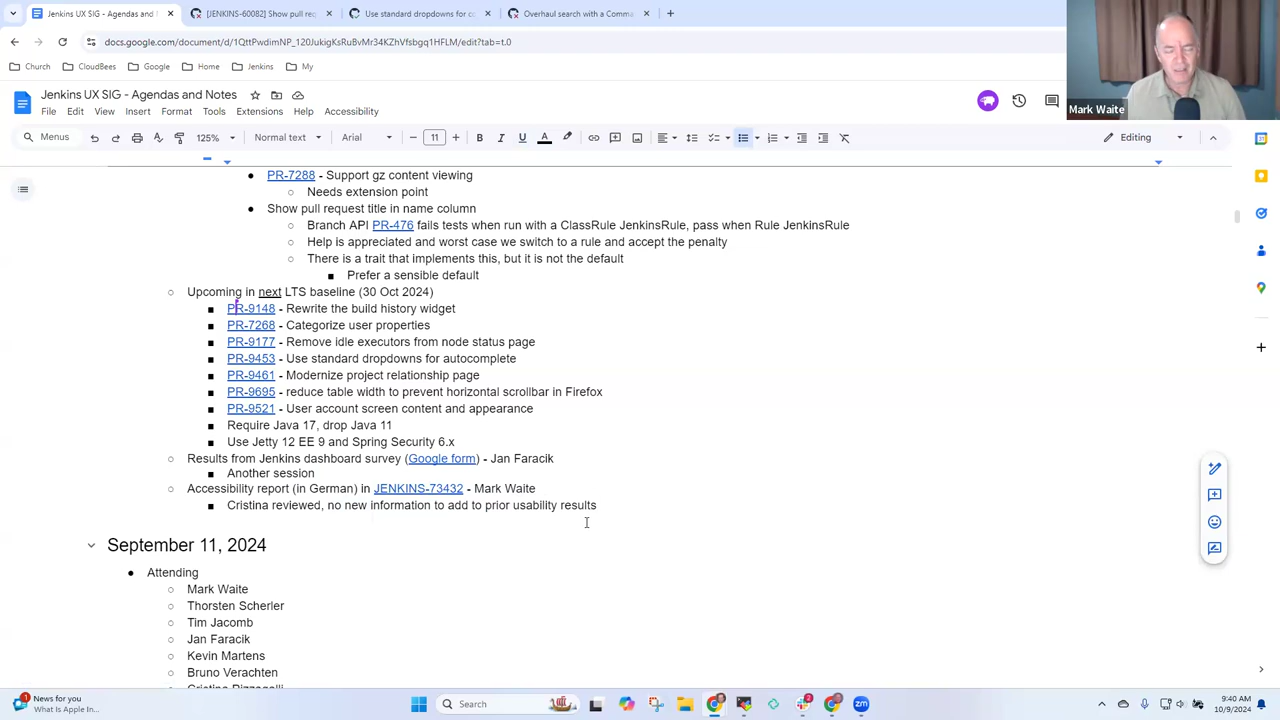 Jenkins UX SIG - Agendas and N
[JENKINS-60082] Show pull req
Use standard dropdowns for co
Overhaul search with a Comma
docs.google.com/document/d/1QttPwdimNP_120JukigKsRuBvMr34KZhVfsbgq1HFLM/edit?tab=t.0
Church
CloudBees
Google
Home
Jenkins
My
Jenkins UX SIG - Agendas and Notes
File Edit View Insert Format Tools Extensions Help Accessibility
Menus
125%
Normal text
Arial
11
Editing
Mark Waite
PR-7288 - Support gz content viewing
Needs extension point
Show pull request title in name column
Branch API PR-476 fails tests when run with a ClassRule JenkinsRule, pass when Rule JenkinsRule
Help is appreciated and worst case we switch to a rule and accept the penalty
There is a trait that implements this, but it is not the default
Prefer a sensible default
Upcoming in next LTS baseline (30 Oct 2024)
PR-9148 - Rewrite the build history widget
PR-7268 - Categorize user properties
PR-9177 - Remove idle executors from node status page
PR-9453 - Use standard dropdowns for autocomplete
PR-9461 - Modernize project relationship page
PR-9695 - reduce table width to prevent horizontal scrollbar in Firefox
PR-9521 - User account screen content and appearance
Require Java 17, drop Java 11
Use Jetty 12 EE 9 and Spring Security 6.x
Results from Jenkins dashboard survey (Google form) - Jan Faracik
Another session
Accessibility report (in German) in JENKINS-73432 - Mark Waite
Cristina reviewed, no new information to add to prior usability results
September 11, 2024
Attending
Mark Waite
Thorsten Scherler
Tim Jacomb
Jan Faracik
Kevin Martens
Bruno Verachten
News for you
What Is Apple In...
Search
9:40 AM
10/9/2024